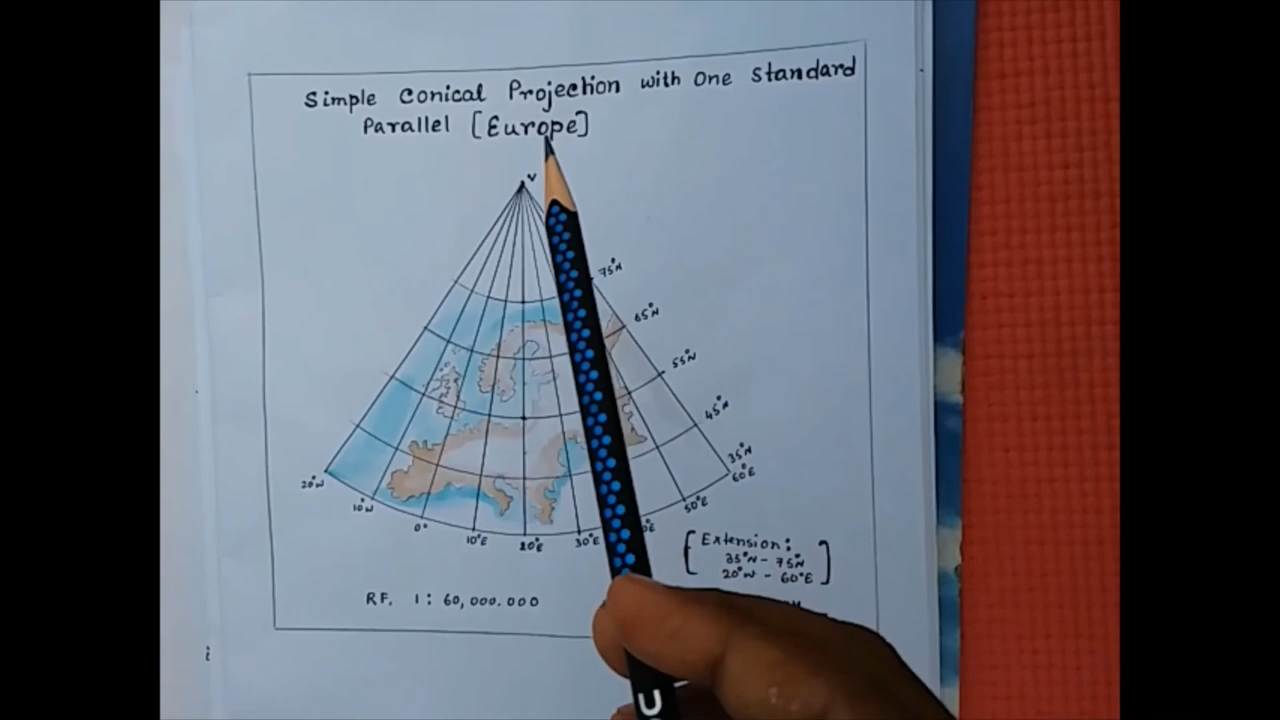 Simple Conical Projection with One Standard
Parallel [Europe]
V
75°N
65°N
55°N
45°N
35°N
60°E
50°E
20°W
10°W
0°
10°E
20°E
30°E
[Extension:
35°N - 75°N
20°W - 60°E]
RF. 1: 60,000.000
i